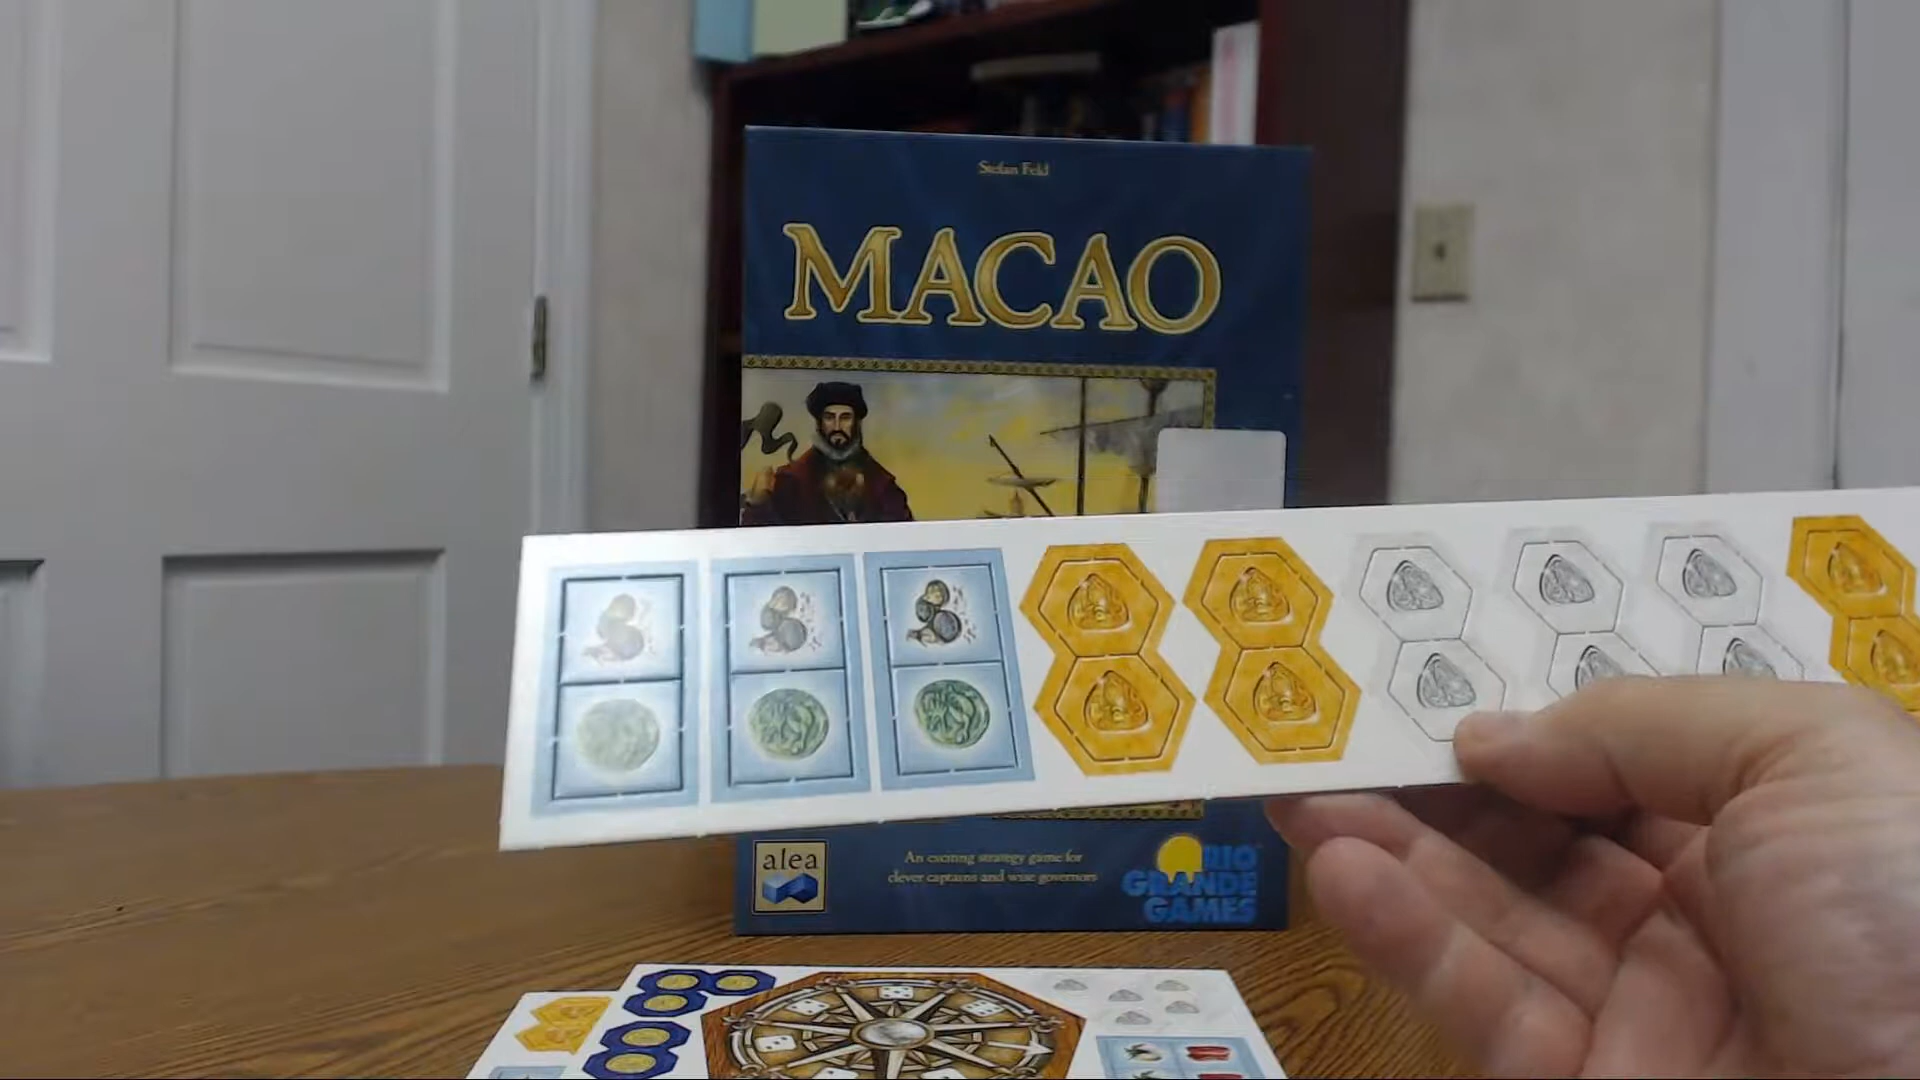 Stefan Feld
MACAO
alea
An exciting strategy game for
clever captains and wise governors
RIO
GRANDE
GAMES